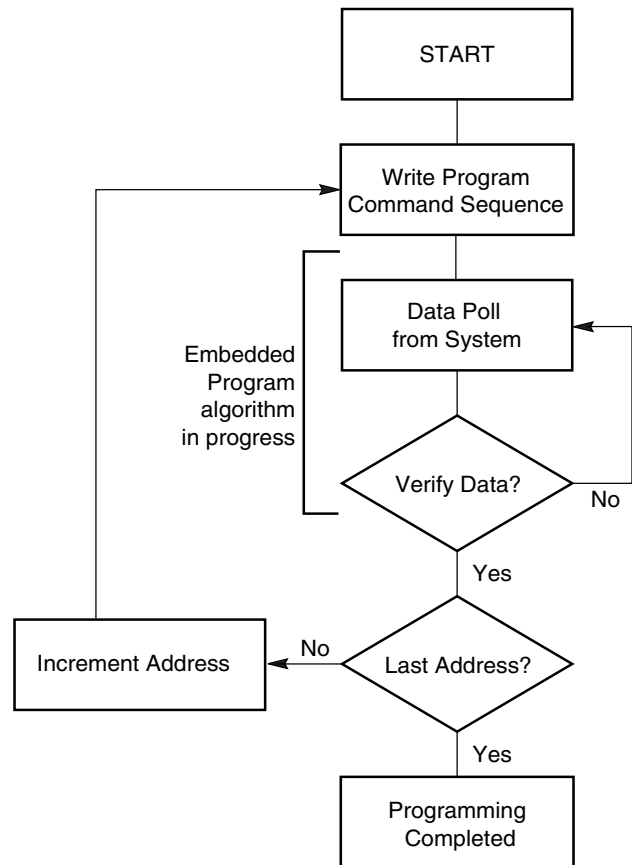 START
Write Program
Command Sequence
Data Poll
from System
Embedded
Program
algorithm
in progress
Verify Data?
No
Yes
Last Address?
No
Increment Address
Yes
Programming
Completed